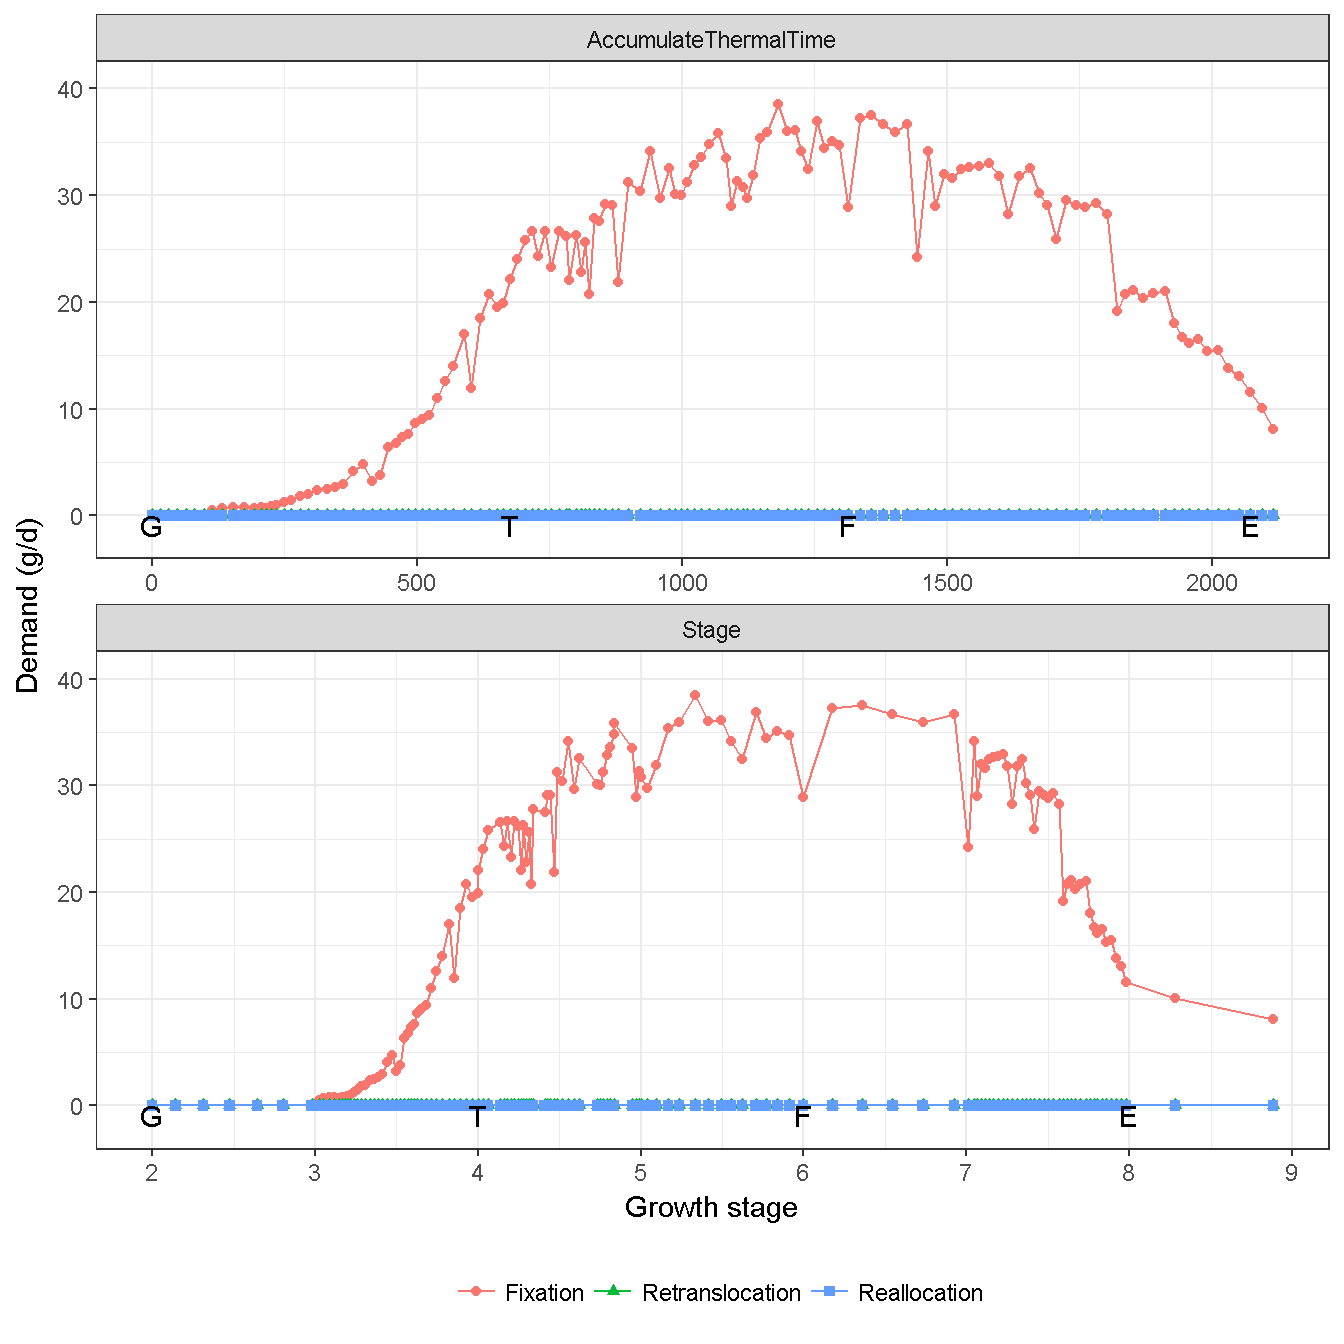 AccumulateThermalTime
40
30
20
10
0
G T F E
0 500 1000 1500 2000
Demand (g/d)
Stage
40
30
20
10
0
G T F E
2 3 4 5 6 7 8 9
Growth stage
Fixation Retranslocation Reallocation